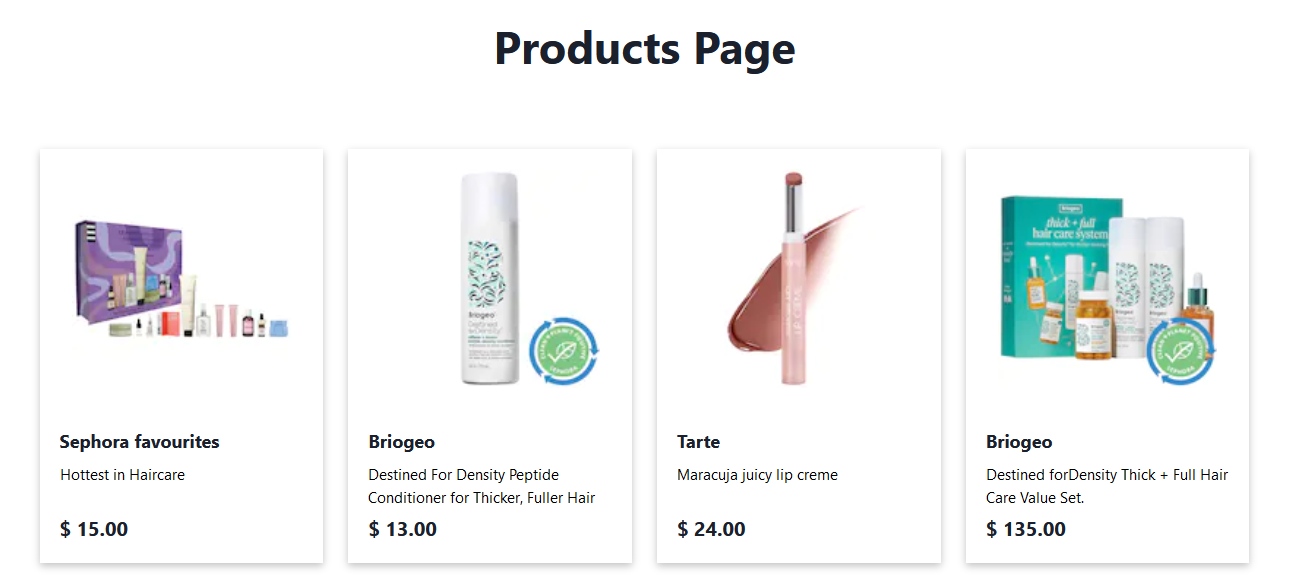 Products Page
briogeo
thick + full
hair care system
Briogeo
Sephora favourites
Briogeo
Tarte
Briogeo
Hottest in Haircare
Destined For Density Peptide
Conditioner for Thicker, Fuller Hair
Maracuja juicy lip creme
Destined forDensity Thick + Full Hair
Care Value Set.
$ 15.00
$ 13.00
$ 24.00
$ 135.00